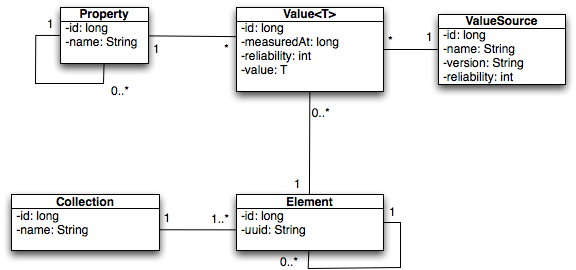 Property
-id: long
-name: String
1
0..*
1
*
Value<T>
-id: long
-measuredAt: long
-reliability: int
-value: T
*
1
ValueSource
-id: long
-name: String
-version: String
-reliability: int
0..*
1
Collection
-id: long
-name: String
1
1..*
Element
-id: long
-uuid: String
1
0..*